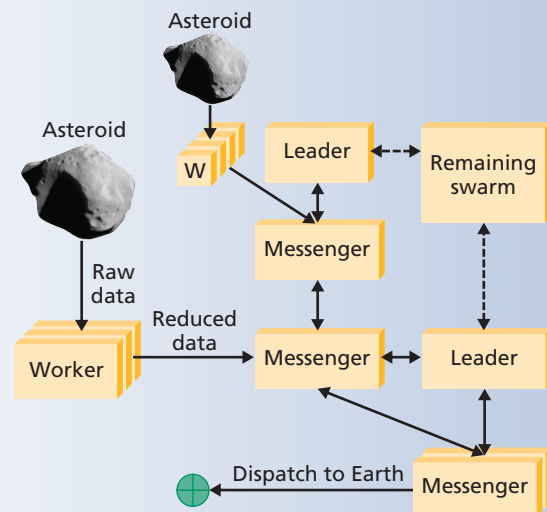 Asteroid
Asteroid
W
Leader
Remaining
swarm
Messenger
Raw
data
Reduced
data
Worker
Messenger
Leader
Dispatch to Earth
Messenger